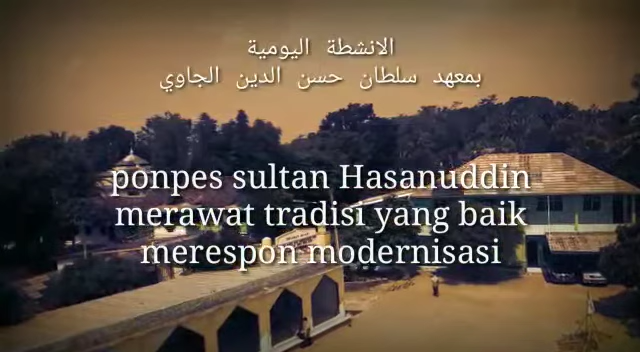 الانشطة اليومية
بمعهد سلطان حسن الدين الجاوي
ponpes sultan Hasanuddin
merawat tradisi yang baik
merespon modernisasi